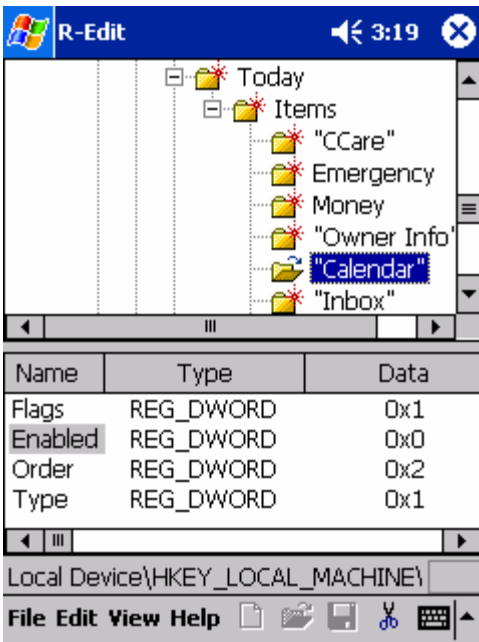 R-Edit 3:19
Today
Items
"CCare"
Emergency
Money
"Owner Info"
"Calendar"
"Inbox"
Name Type Data
Flags REG_DWORD 0x1
Enabled REG_DWORD 0x0
Order REG_DWORD 0x2
Type REG_DWORD 0x1
Local Device\HKEY_LOCAL_MACHINE\
File Edit View Help